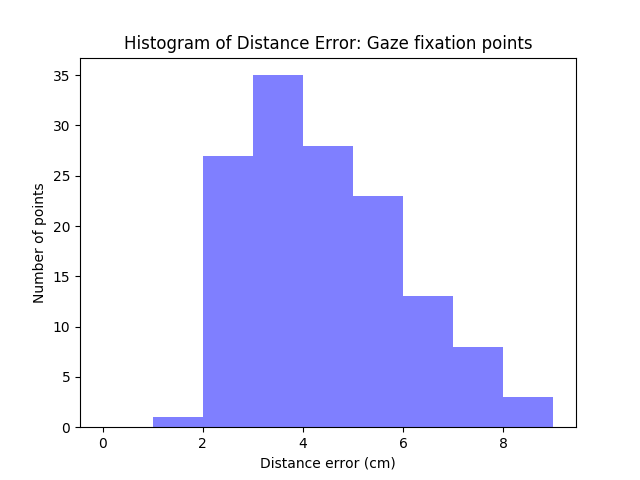 Histogram of Distance Error: Gaze fixation points
35
30
25
20
15
10
5
0
Number of points
0 2 4 6 8
Distance error (cm)